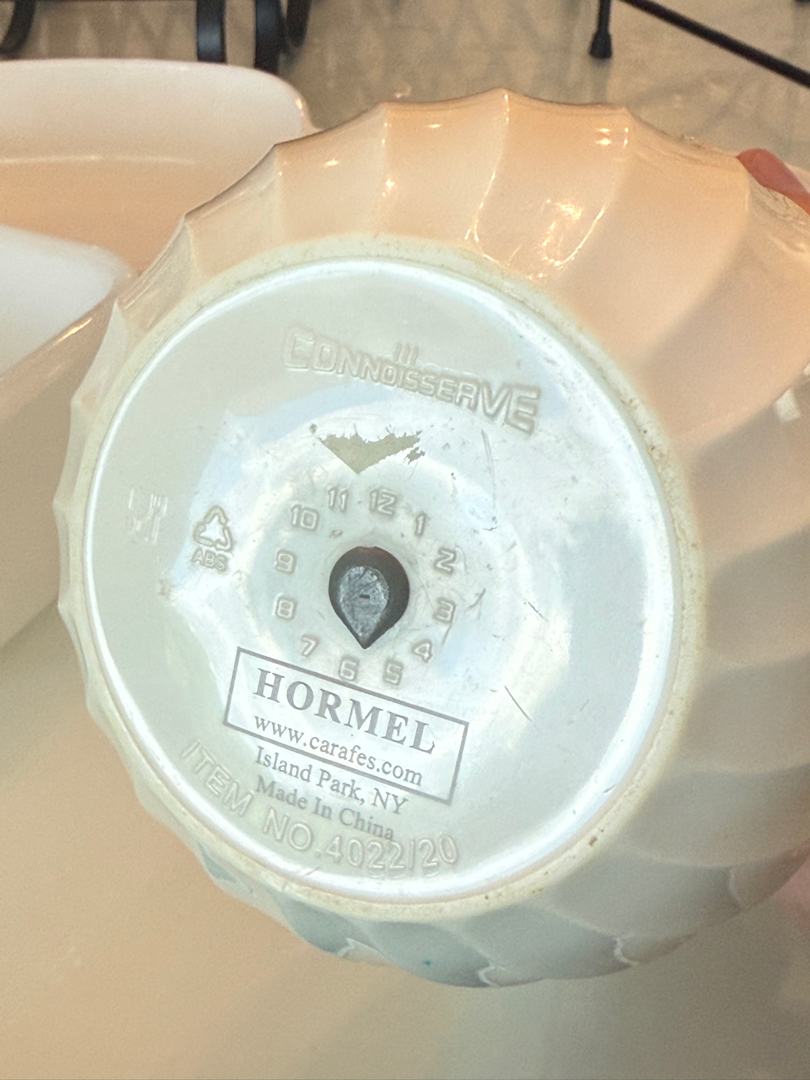 CONNOISSERVE
11 12 1
10 2
9 3
8 4
7 6 5
ABS
HORMEL
www.carafes.com
Island Park, NY
Made In China
ITEM NO.4022/20